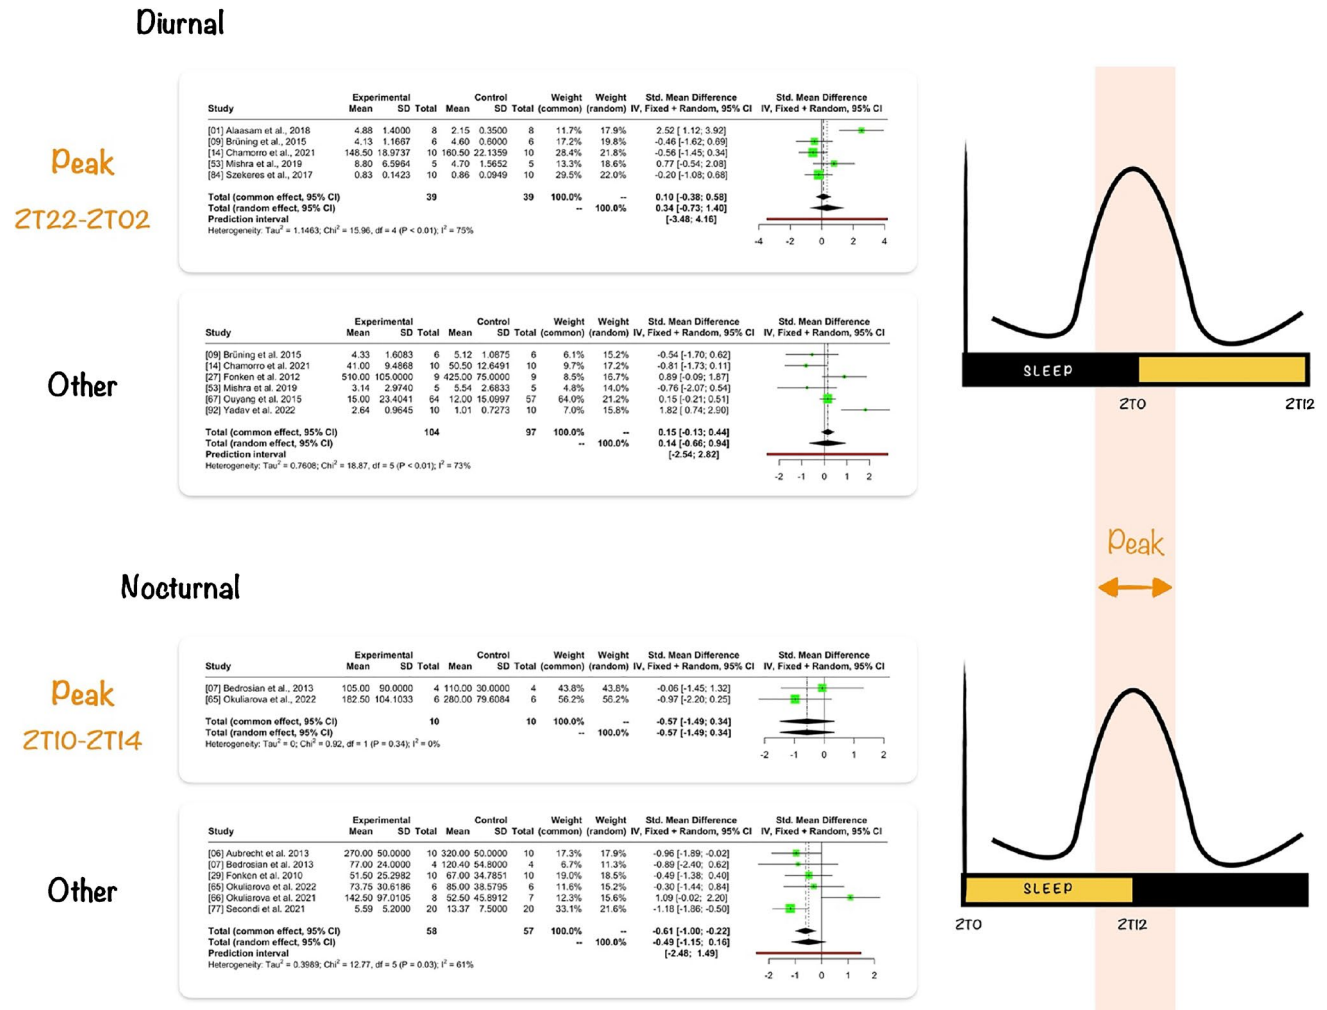 Diurnal
Peak
ZT22-ZT02
Experimental Control Weight Weight Std. Mean Difference Std. Mean Difference
Study Mean SD Total Mean SD Total (common) (random) IV, Fixed + Random, 95% CI IV, Fixed + Random, 95% CI
[01] Alaasam et al., 2018 4.88 1.4000 8 2.15 0.3500 8 11.7% 17.9% 2.52 [ 1.12; 3.92]
[09] Brüning et al., 2015 4.13 1.1667 6 4.60 0.6000 6 17.2% 19.7% -0.46 [-1.62; 0.69]
[14] Chamorro et al., 2021 148.50 18.9737 10 160.50 22.1359 10 28.4% 21.8% -0.56 [-1.45; 0.34]
[53] Mishra et al., 2019 8.80 6.5964 5 4.70 1.5652 5 13.3% 18.6% 0.77 [-0.54; 2.08]
[84] Szekeres et al., 2017 0.83 0.1423 10 0.86 0.0949 10 29.5% 22.0% -0.20 [-1.08; 0.68]
Total (common effect, 95% CI) 39 39 100.0% -- 0.10 [-0.38; 0.58]
Total (random effect, 95% CI) -- 100.0% 0.34 [-0.73; 1.40]
Prediction interval [-3.48; 4.16]
Heterogeneity: Tau² = 1.1463; Chi² = 15.96, df = 4 (P < 0.01); I² = 75%
-4 -2 0 2 4
Other
Experimental Control Weight Weight Std. Mean Difference Std. Mean Difference
Study Mean SD Total Mean SD Total (common) (random) IV, Fixed + Random, 95% CI IV, Fixed + Random, 95% CI
[09] Brüning et al. 2015 4.33 1.6083 6 5.12 1.0875 6 6.1% 15.2% -0.54 [-1.70; 0.62]
[14] Chamorro et al. 2021 41.00 9.4868 10 50.50 12.6491 10 9.7% 17.2% -0.81 [-1.73; 0.11]
[27] Fonken et al. 2012 510.00 105.0000 9 425.00 75.0000 9 8.5% 16.7% 0.89 [-0.09; 1.87]
[53] Mishra et al. 2019 3.14 2.9740 5 5.54 2.6833 5 4.7% 14.0% -0.76 [-2.07; 0.54]
[67] Ouyang et al. 2015 15.00 23.4041 64 12.00 15.0997 57 64.0% 21.2% 0.15 [-0.21; 0.51]
[92] Yadav et al. 2022 2.64 0.9645 10 1.01 0.7273 10 7.0% 15.8% 1.82 [ 0.74; 2.90]
Total (common effect, 95% CI) 104 97 100.0% -- 0.15 [-0.13; 0.44]
Total (random effect, 95% CI) -- 100.0% 0.14 [-0.66; 0.94]
Prediction interval [-2.54; 2.82]
Heterogeneity: Tau² = 0.7608; Chi² = 18.87, df = 5 (P < 0.01); I² = 73%
-2 -1 0 1 2
SLEEP
ZT0 ZT12
Peak
Nocturnal
Peak
ZT10-ZT14
Experimental Control Weight Weight Std. Mean Difference Std. Mean Difference
Study Mean SD Total Mean SD Total (common) (random) IV, Fixed + Random, 95% CI IV, Fixed + Random, 95% CI
[07] Bedrosian et al., 2013 105.00 90.0000 4 110.00 30.0000 4 43.8% 43.8% -0.06 [-1.45; 1.32]
[65] Okuliarova et al., 2022 182.50 104.1033 6 280.00 79.6084 6 56.2% 56.2% -0.97 [-2.20; 0.25]
Total (common effect, 95% CI) 10 10 100.0% -- -0.57 [-1.49; 0.34]
Total (random effect, 95% CI) -- 100.0% -0.57 [-1.49; 0.34]
Heterogeneity: Tau² = 0; Chi² = 0.92, df = 1 (P = 0.34); I² = 0%
-2 -1 0 1 2
Other
Experimental Control Weight Weight Std. Mean Difference Std. Mean Difference
Study Mean SD Total Mean SD Total (common) (random) IV, Fixed + Random, 95% CI IV, Fixed + Random, 95% CI
[06] Aubrecht et al. 2013 270.00 50.0000 10 320.00 50.0000 10 17.3% 17.9% -0.96 [-1.89; -0.02]
[07] Bedrosian et al. 2013 77.00 24.0000 4 120.40 54.8000 4 6.7% 11.3% -0.89 [-2.40; 0.62]
[29] Fonken et al. 2010 51.50 25.2982 10 67.00 34.7851 10 19.0% 18.5% -0.49 [-1.38; 0.40]
[65] Okuliarova et al. 2022 73.75 30.6186 6 85.00 38.5795 6 11.6% 15.2% -0.30 [-1.44; 0.84]
[66] Okuliarova et al. 2021 142.50 97.0105 8 52.50 45.8912 7 12.3% 15.6% 1.09 [-0.02; 2.20]
[77] Secondi et al. 2021 5.59 5.2000 20 13.37 7.5000 20 33.1% 21.6% -1.18 [-1.86; -0.50]
Total (common effect, 95% CI) 58 57 100.0% -- -0.61 [-1.00; -0.22]
Total (random effect, 95% CI) -- 100.0% -0.49 [-1.15; 0.16]
Prediction interval [-2.48; 1.49]
Heterogeneity: Tau² = 0.3989; Chi² = 12.77, df = 5 (P = 0.03); I² = 61%
-2 -1 0 1 2
SLEEP
ZT0 ZT12